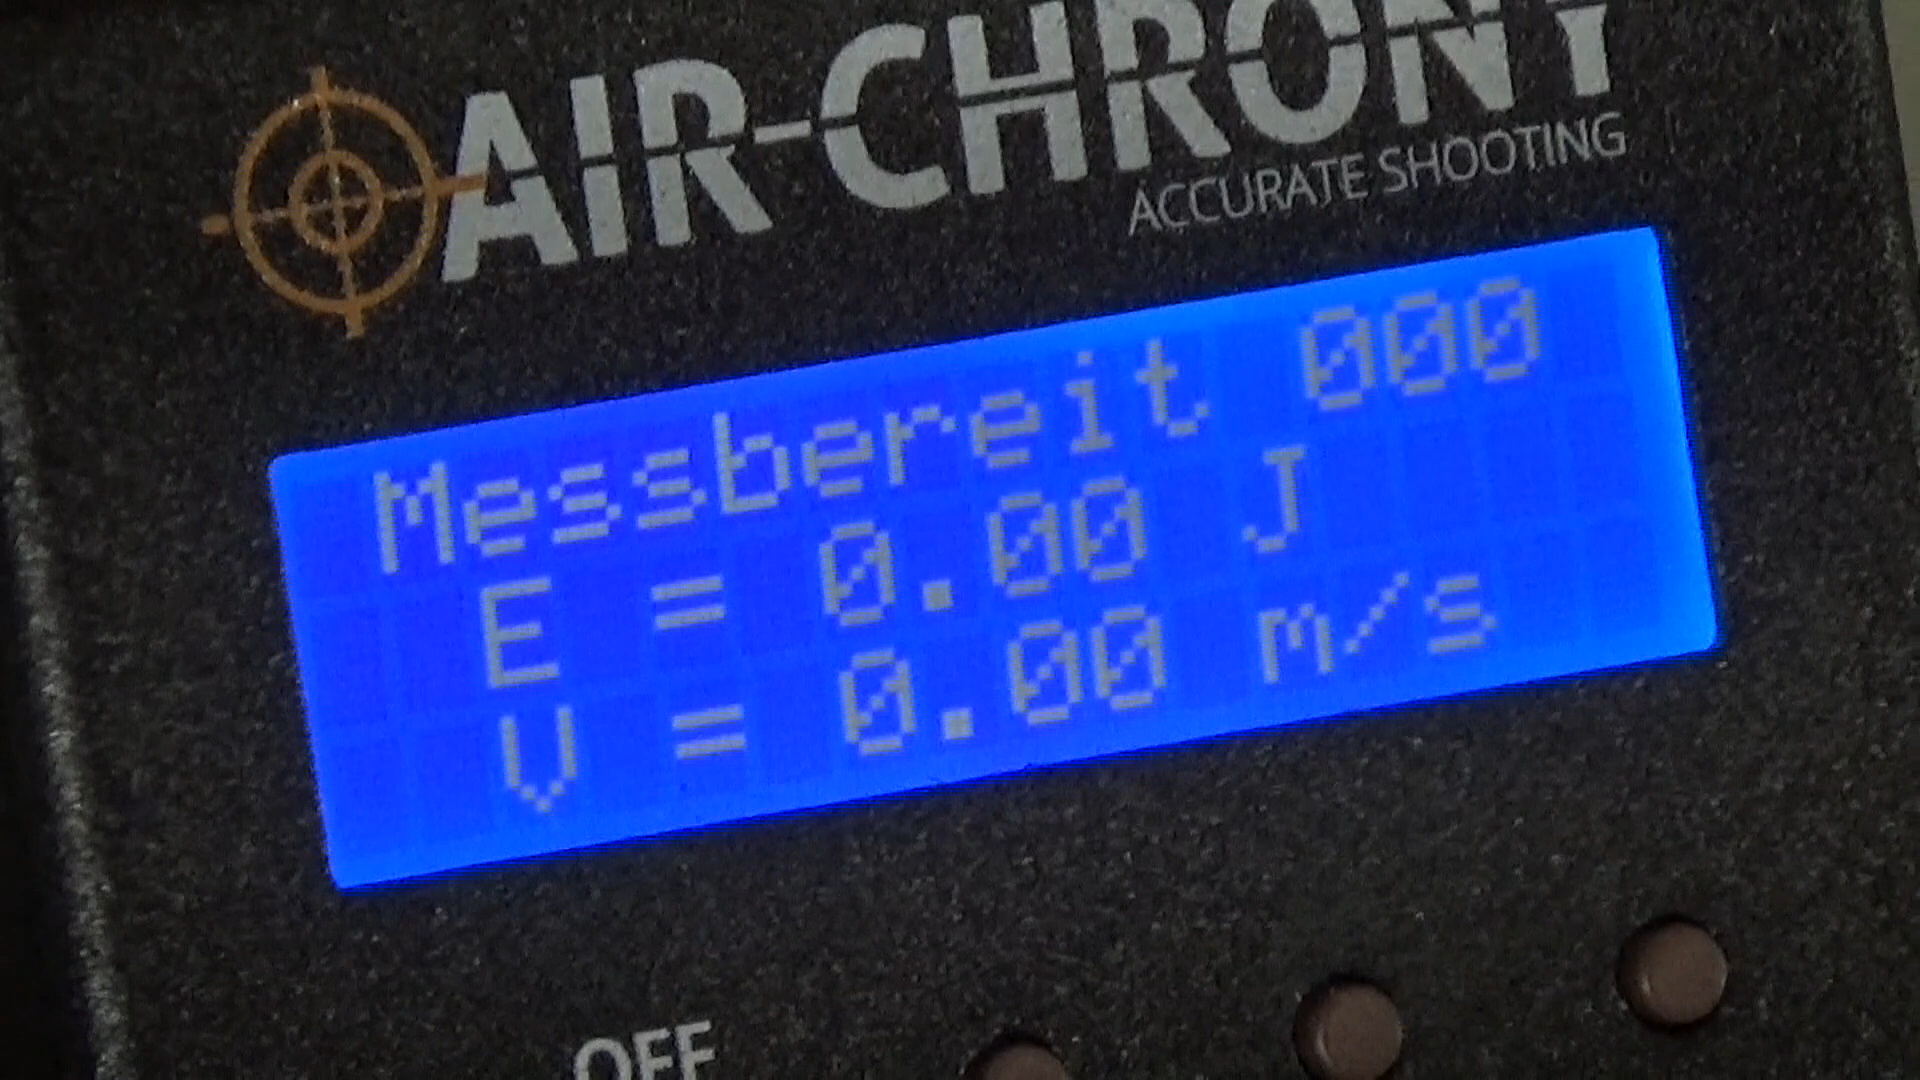 AIR-CHRONY
ACCURATE SHOOTING
Messbereit 000
E = 0.00 J
V = 0.00 m/s
OFF